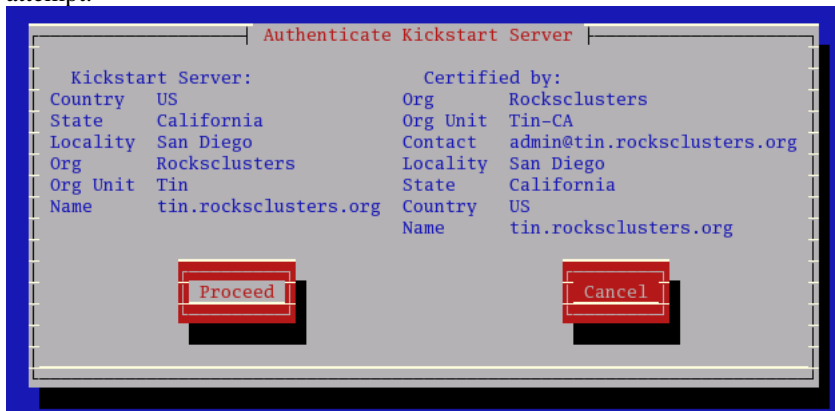 Authenticate Kickstart Server
Kickstart Server: Certified by:
Country US Org Rocksclusters
State California Org Unit Tin-CA
Locality San Diego Contact admin@tin.rocksclusters.org
Org Rocksclusters Locality San Diego
Org Unit Tin State California
Name tin.rocksclusters.org Country US
Name tin.rocksclusters.org
Proceed Cancel